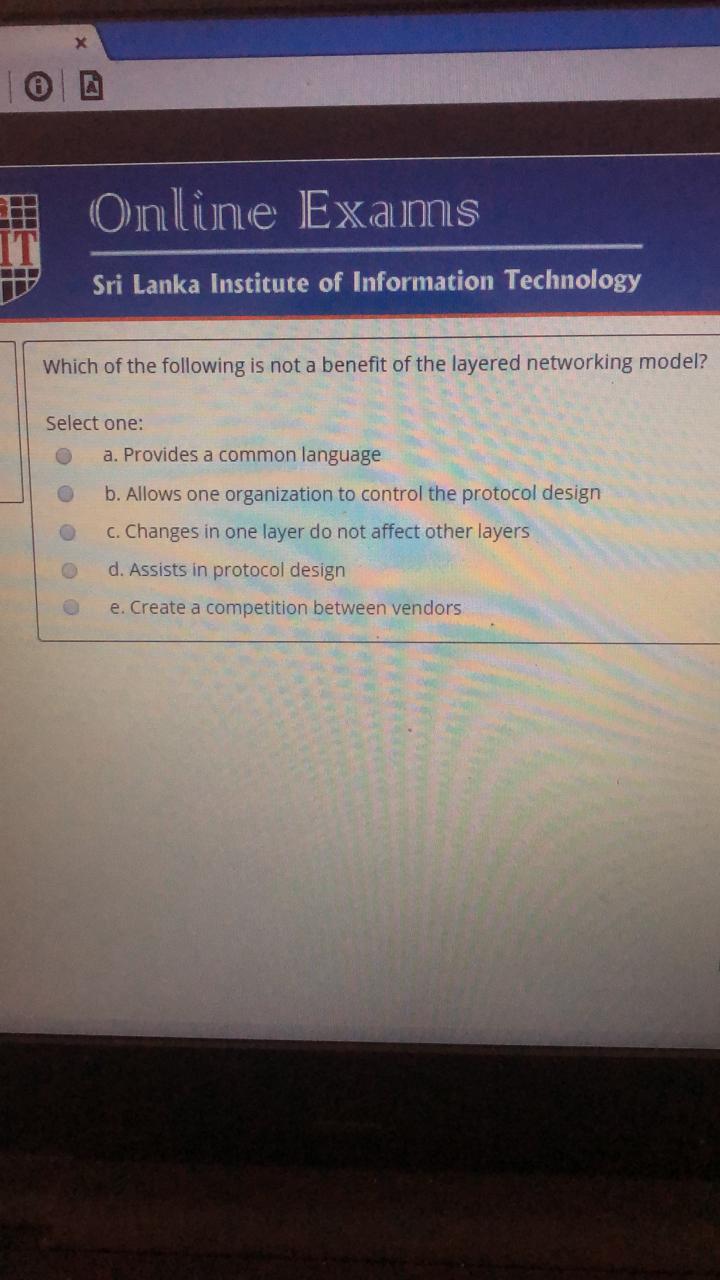 Online Exams
IT
Sri Lanka Institute of Information Technology
Which of the following is not a benefit of the layered networking model?
Select one:
a. Provides a common language
b. Allows one organization to control the protocol design
c. Changes in one layer do not affect other layers
d. Assists in protocol design
e. Create a competition between vendors